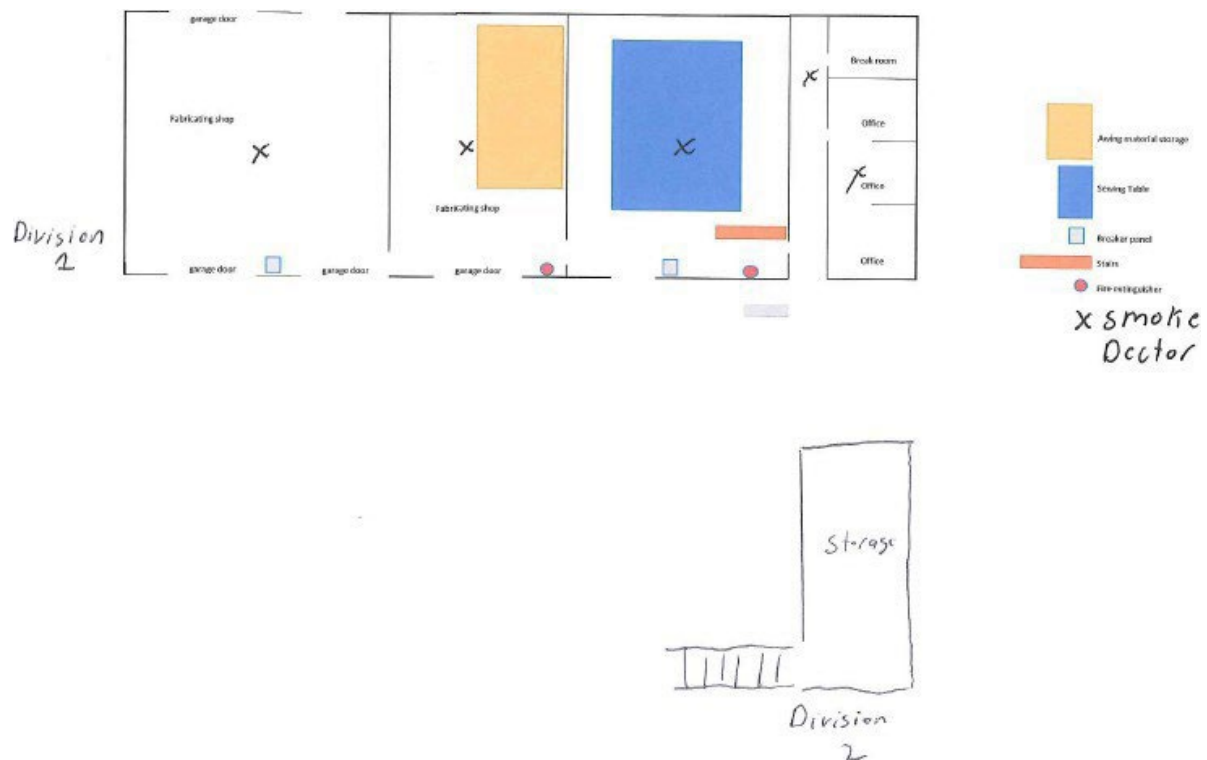 garage door
Break room
Fabricating shop
Office
Office
Fabricating shop
Office
garage door
garage door
garage door
Division
1
Awing material storage
Sewing Table
Breaker panel
Stairs
Fire extinguisher
x smoke
Dector
Storage
Division
2